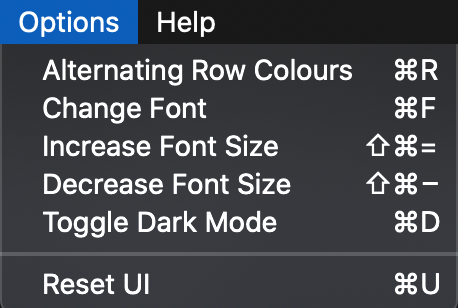 Options Help
Alternating Row Colours ⌘R
Change Font ⌘F
Increase Font Size ⇧⌘=
Decrease Font Size ⇧⌘−
Toggle Dark Mode ⌘D
Reset UI ⌘U